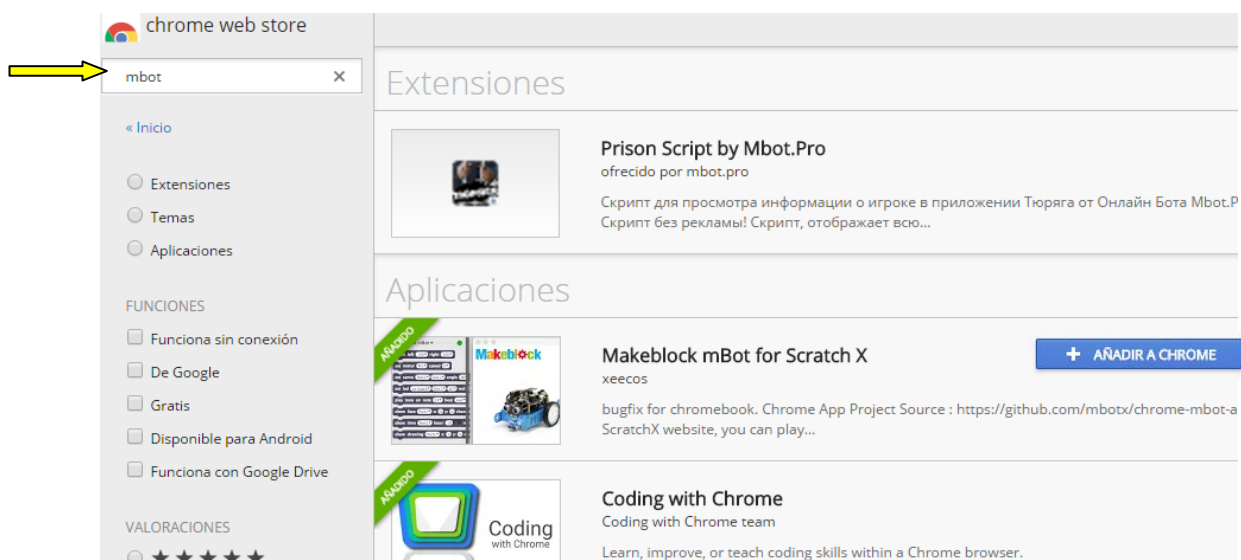 chrome web store
mbot ×
« Inicio
Extensiones
Temas
Aplicaciones
FUNCIONES
Funciona sin conexión
De Google
Gratis
Disponible para Android
Funciona con Google Drive
VALORACIONES
Extensiones
Prison Script by Mbot.Pro
ofrecido por mbot.pro
Скрипт для просмотра информации о игроке в приложении Тюряга от Онлайн Бота Mbot.P
Скрипт без рекламы! Скрипт, отображает всю...
Aplicaciones
AÑADIDO
Makeblock
Makeblock mBot for Scratch X
+ AÑADIR A CHROME
xeecos
bugfix for chromebook. Chrome App Project Source : https://github.com/mbotx/chrome-mbot-a
ScratchX website, you can play...
AÑADIDO
Coding
with Chrome
Coding with Chrome
Coding with Chrome team
Learn, improve, or teach coding skills within a Chrome browser.